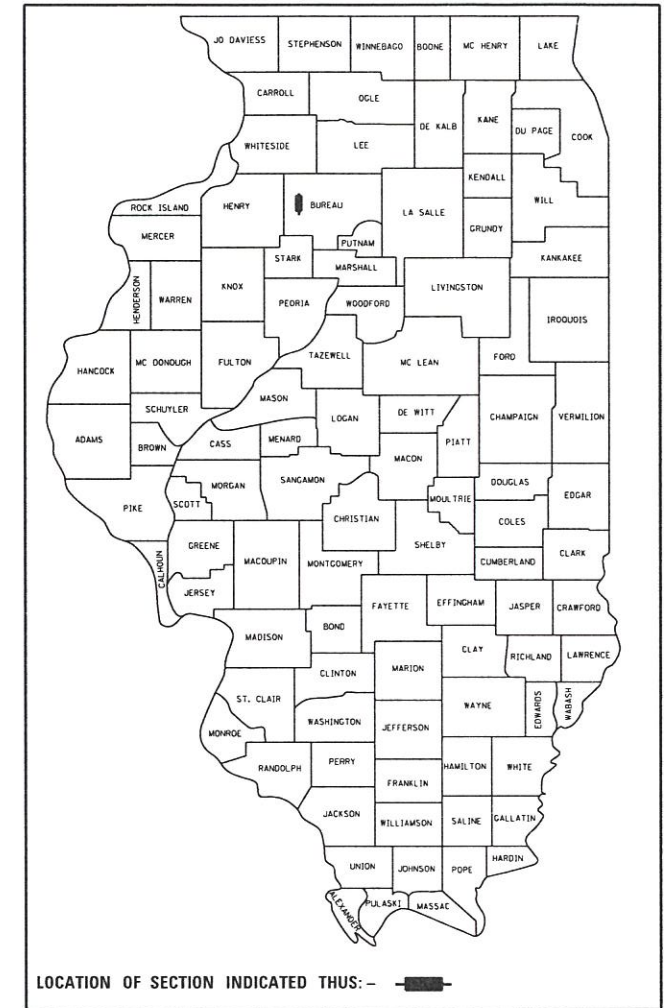 JO DAVIESS
STEPHENSON
WINNEBAGO
BOONE
MC HENRY
LAKE
CARROLL
OGLE
DE KALB
KANE
DU PAGE
COOK
WHITESIDE
LEE
KENDALL
WILL
ROCK ISLAND
HENRY
BUREAU
LA SALLE
GRUNDY
MERCER
PUTNAM
KANKAKEE
STARK
MARSHALL
HENDERSON
WARREN
KNOX
PEORIA
WOODFORD
LIVINGSTON
IROQUOIS
HANCOCK
MC DONOUGH
FULTON
TAZEWELL
MC LEAN
FORD
MASON
SCHUYLER
LOGAN
DE WITT
CHAMPAIGN
VERMILION
ADAMS
BROWN
CASS
MENARD
MACON
PIATT
PIKE
SCOTT
MORGAN
SANGAMON
MOULTRIE
DOUGLAS
EDGAR
CHRISTIAN
COLES
CALHOUN
GREENE
MACOUPIN
MONTGOMERY
SHELBY
CUMBERLAND
CLARK
JERSEY
FAYETTE
EFFINGHAM
JASPER
CRAWFORD
MADISON
BOND
CLAY
RICHLAND
LAWRENCE
CLINTON
MARION
ST. CLAIR
WAYNE
EDWARDS
WABASH
MONROE
WASHINGTON
JEFFERSON
RANDOLPH
PERRY
HAMILTON
WHITE
FRANKLIN
JACKSON
WILLIAMSON
SALINE
GALLATIN
UNION
JOHNSON
POPE
HARDIN
ALEXANDER
PULASKI
MASSAC
LOCATION OF SECTION INDICATED THUS: -